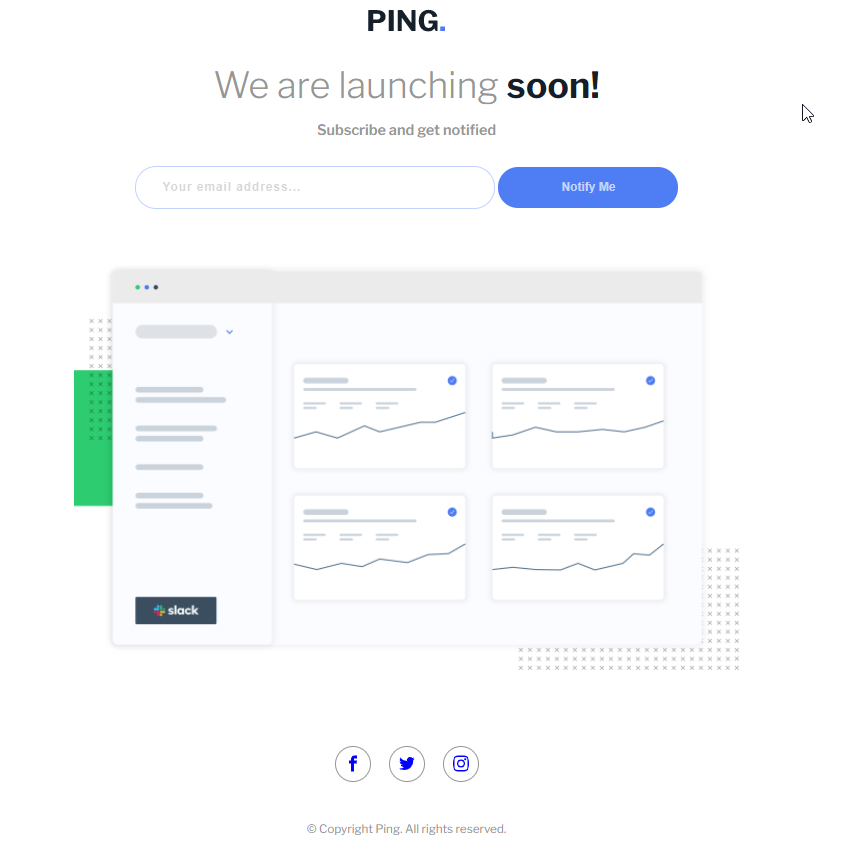 PING.
We are launching soon!
Subscribe and get notified
Your email address...
Notify Me
slack
© Copyright Ping. All rights reserved.